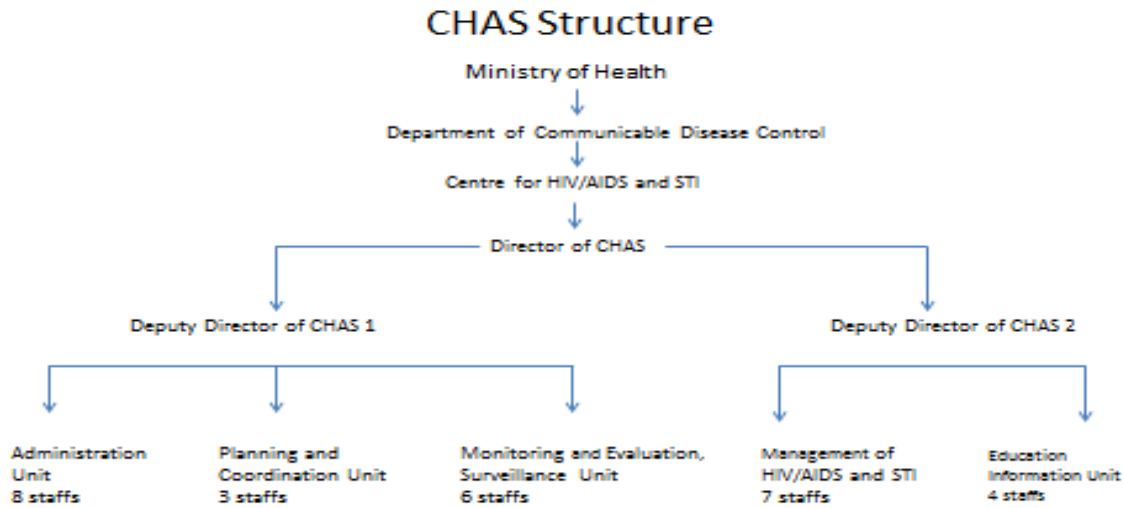 CHAS Structure
Ministry of Health
Department of Communicable Disease Control
Centre for HIV/AIDS and STI
Director of CHAS
Deputy Director of CHAS 1
Deputy Director of CHAS 2
Administration
Unit
8 staffs
Planning and
Coordination Unit
3 staffs
Monitoring and Evaluation,
Surveillance Unit
6 staffs
Management of
HIV/AIDS and STI
7 staffs
Education
Information Unit
4 staffs